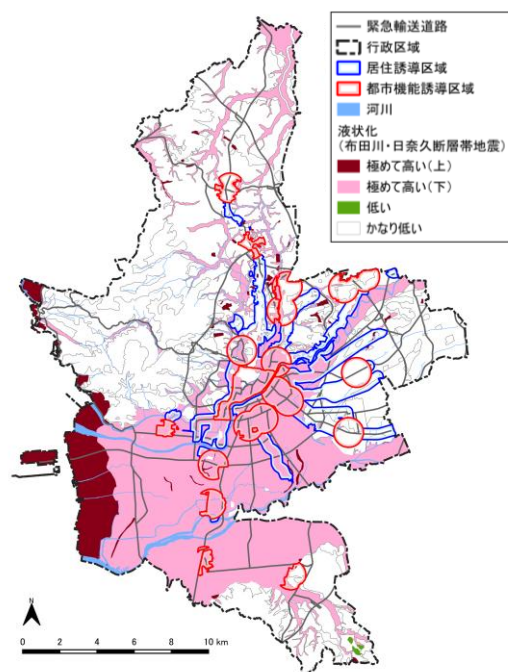 緊急輸送道路
行政区域
居住誘導区域
都市機能誘導区域
河川
液状化
(布田川・日奈久断層帯地震)
極めて高い(上)
極めて高い(下)
低い
かなり低い
N
0 2 4 6 8 10 km